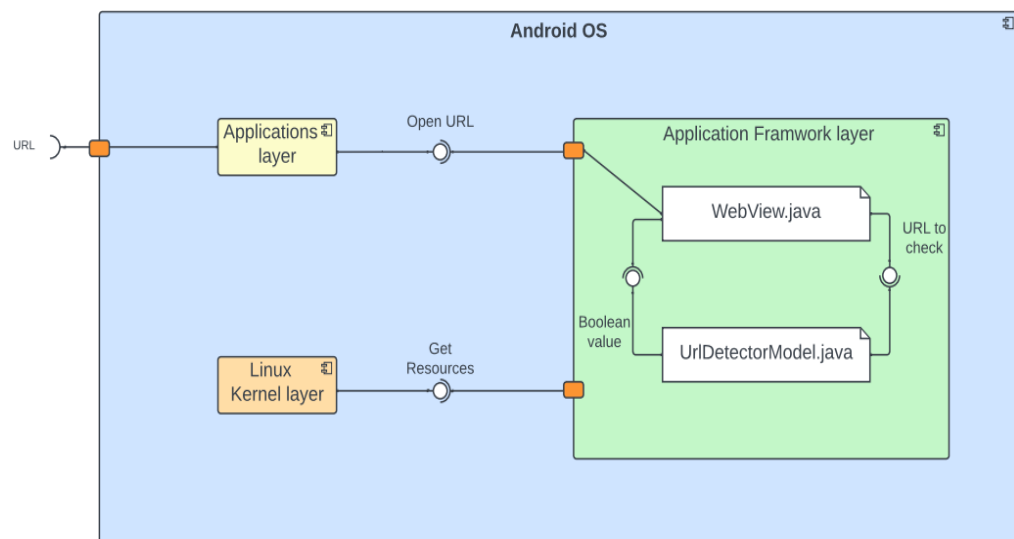 Android OS
URL
Applications
layer
Open URL
Application Framwork layer
WebView.java
URL to
check
Boolean
value
UrlDetectorModel.java
Get
Resources
Linux
Kernel layer